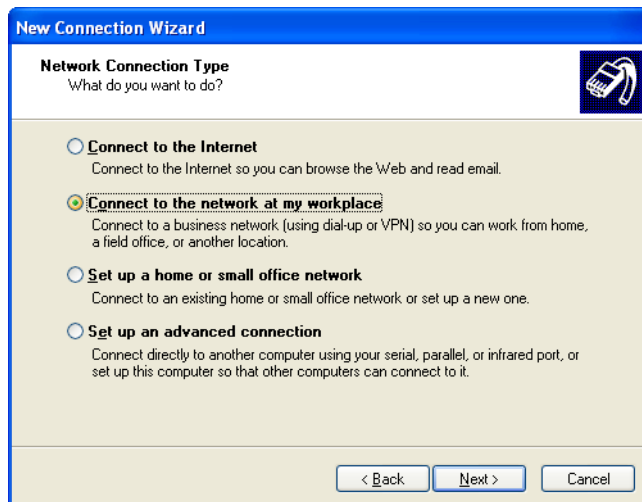 New Connection Wizard
Network Connection Type
What do you want to do?
Connect to the Internet
Connect to the Internet so you can browse the Web and read email.
Connect to the network at my workplace
Connect to a business network (using dial-up or VPN) so you can work from home,
a field office, or another location.
Set up a home or small office network
Connect to an existing home or small office network or set up a new one.
Set up an advanced connection
Connect directly to another computer using your serial, parallel, or infrared port, or
set up this computer so that other computers can connect to it.
< Back Next > Cancel